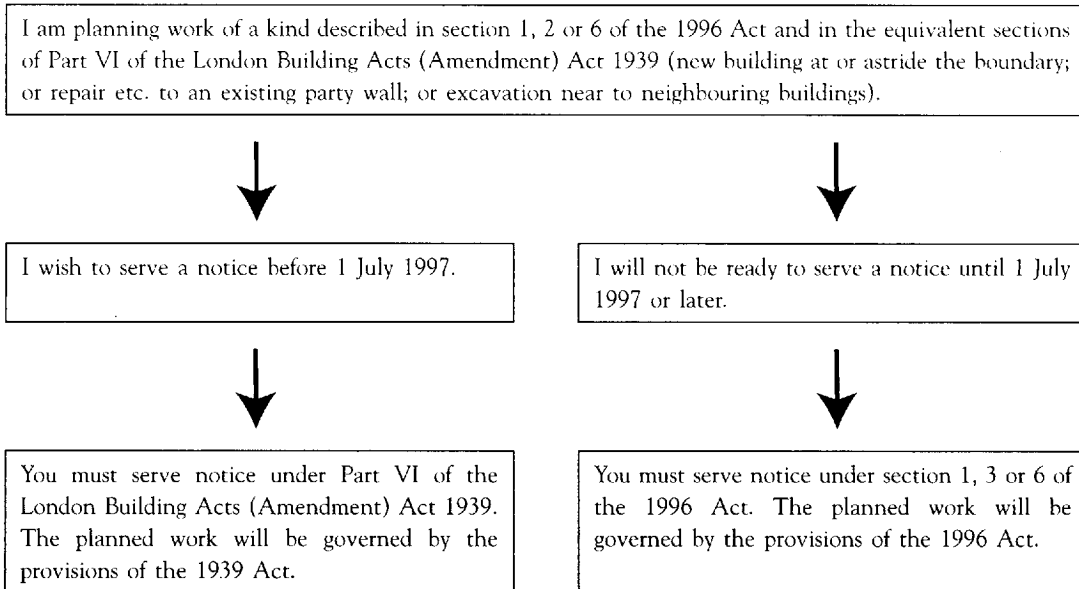 I am planning work of a kind described in section 1, 2 or 6 of the 1996 Act and in the equivalent sections
of Part VI of the London Building Acts (Amendment) Act 1939 (new building at or astride the boundary;
or repair etc. to an existing party wall; or excavation near to neighbouring buildings).
I wish to serve a notice before 1 July 1997.
I will not be ready to serve a notice until 1 July
1997 or later.
You must serve notice under Part VI of the
London Building Acts (Amendment) Act 1939.
The planned work will be governed by the
provisions of the 1939 Act.
You must serve notice under section 1, 3 or 6 of
the 1996 Act. The planned work will be
governed by the provisions of the 1996 Act.